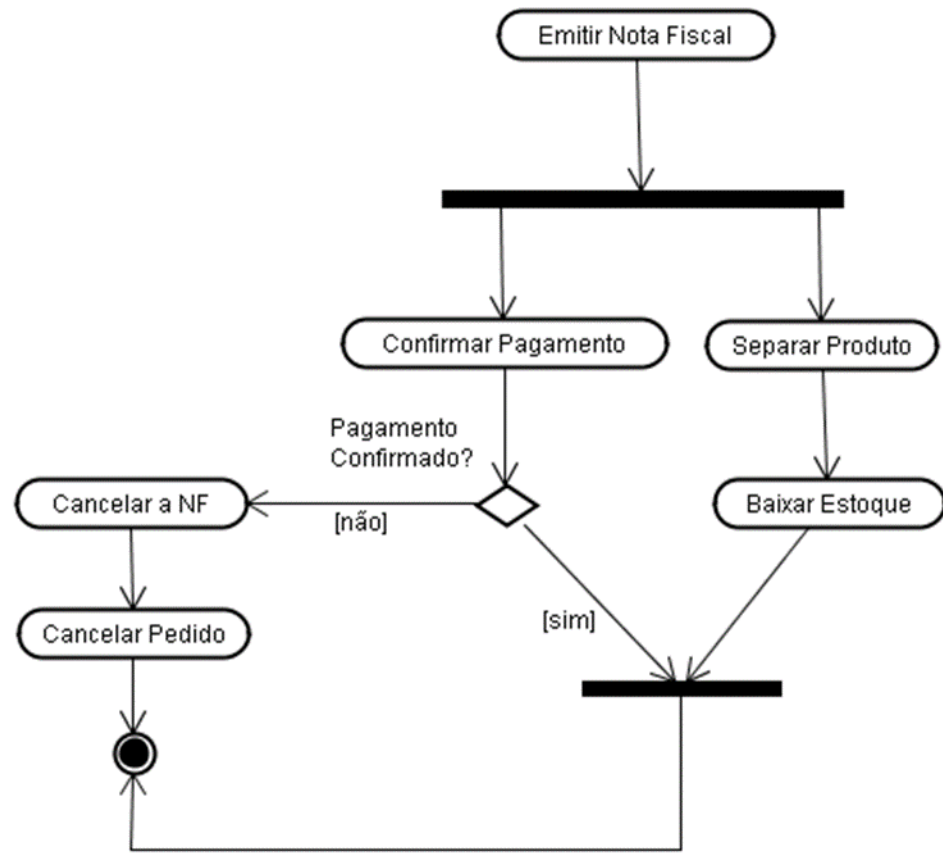 Emitir Nota Fiscal
Confirmar Pagamento
Separar Produto
Pagamento
Confirmado?
Cancelar a NF
[não]
Baixar Estoque
[sim]
Cancelar Pedido